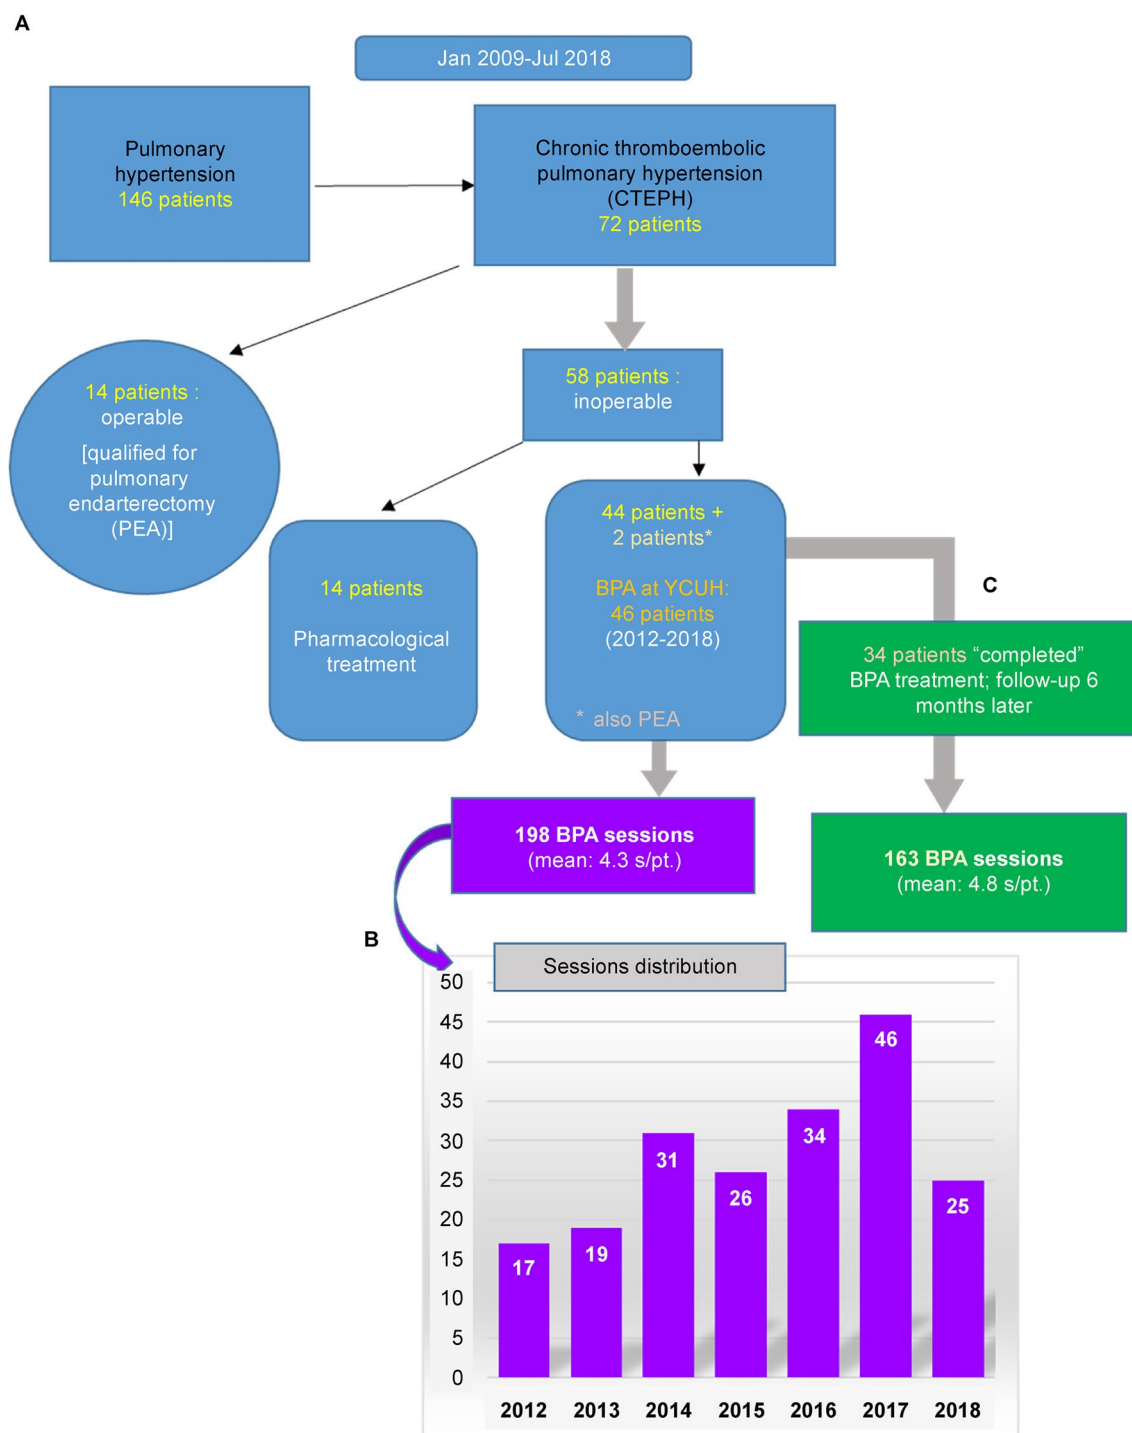 A
Jan 2009-Jul 2018
Pulmonary
hypertension
146 patients
Chronic thromboembolic
pulmonary hypertension
(CTEPH)
72 patients
14 patients :
operable
[qualified for
pulmonary
endarterectomy
(PEA)]
58 patients :
inoperable
14 patients
Pharmacological
treatment
44 patients +
2 patients*
BPA at YCUH:
46 patients
(2012-2018)
* also PEA
C
34 patients “completed”
BPA treatment; follow-up 6
months later
198 BPA sessions
(mean: 4.3 s/pt.)
163 BPA sessions
(mean: 4.8 s/pt.)
B
Sessions distribution
50
45
40
35
30
25
20
15
10
5
0
17
19
31
26
34
46
25
2012 2013 2014 2015 2016 2017 2018